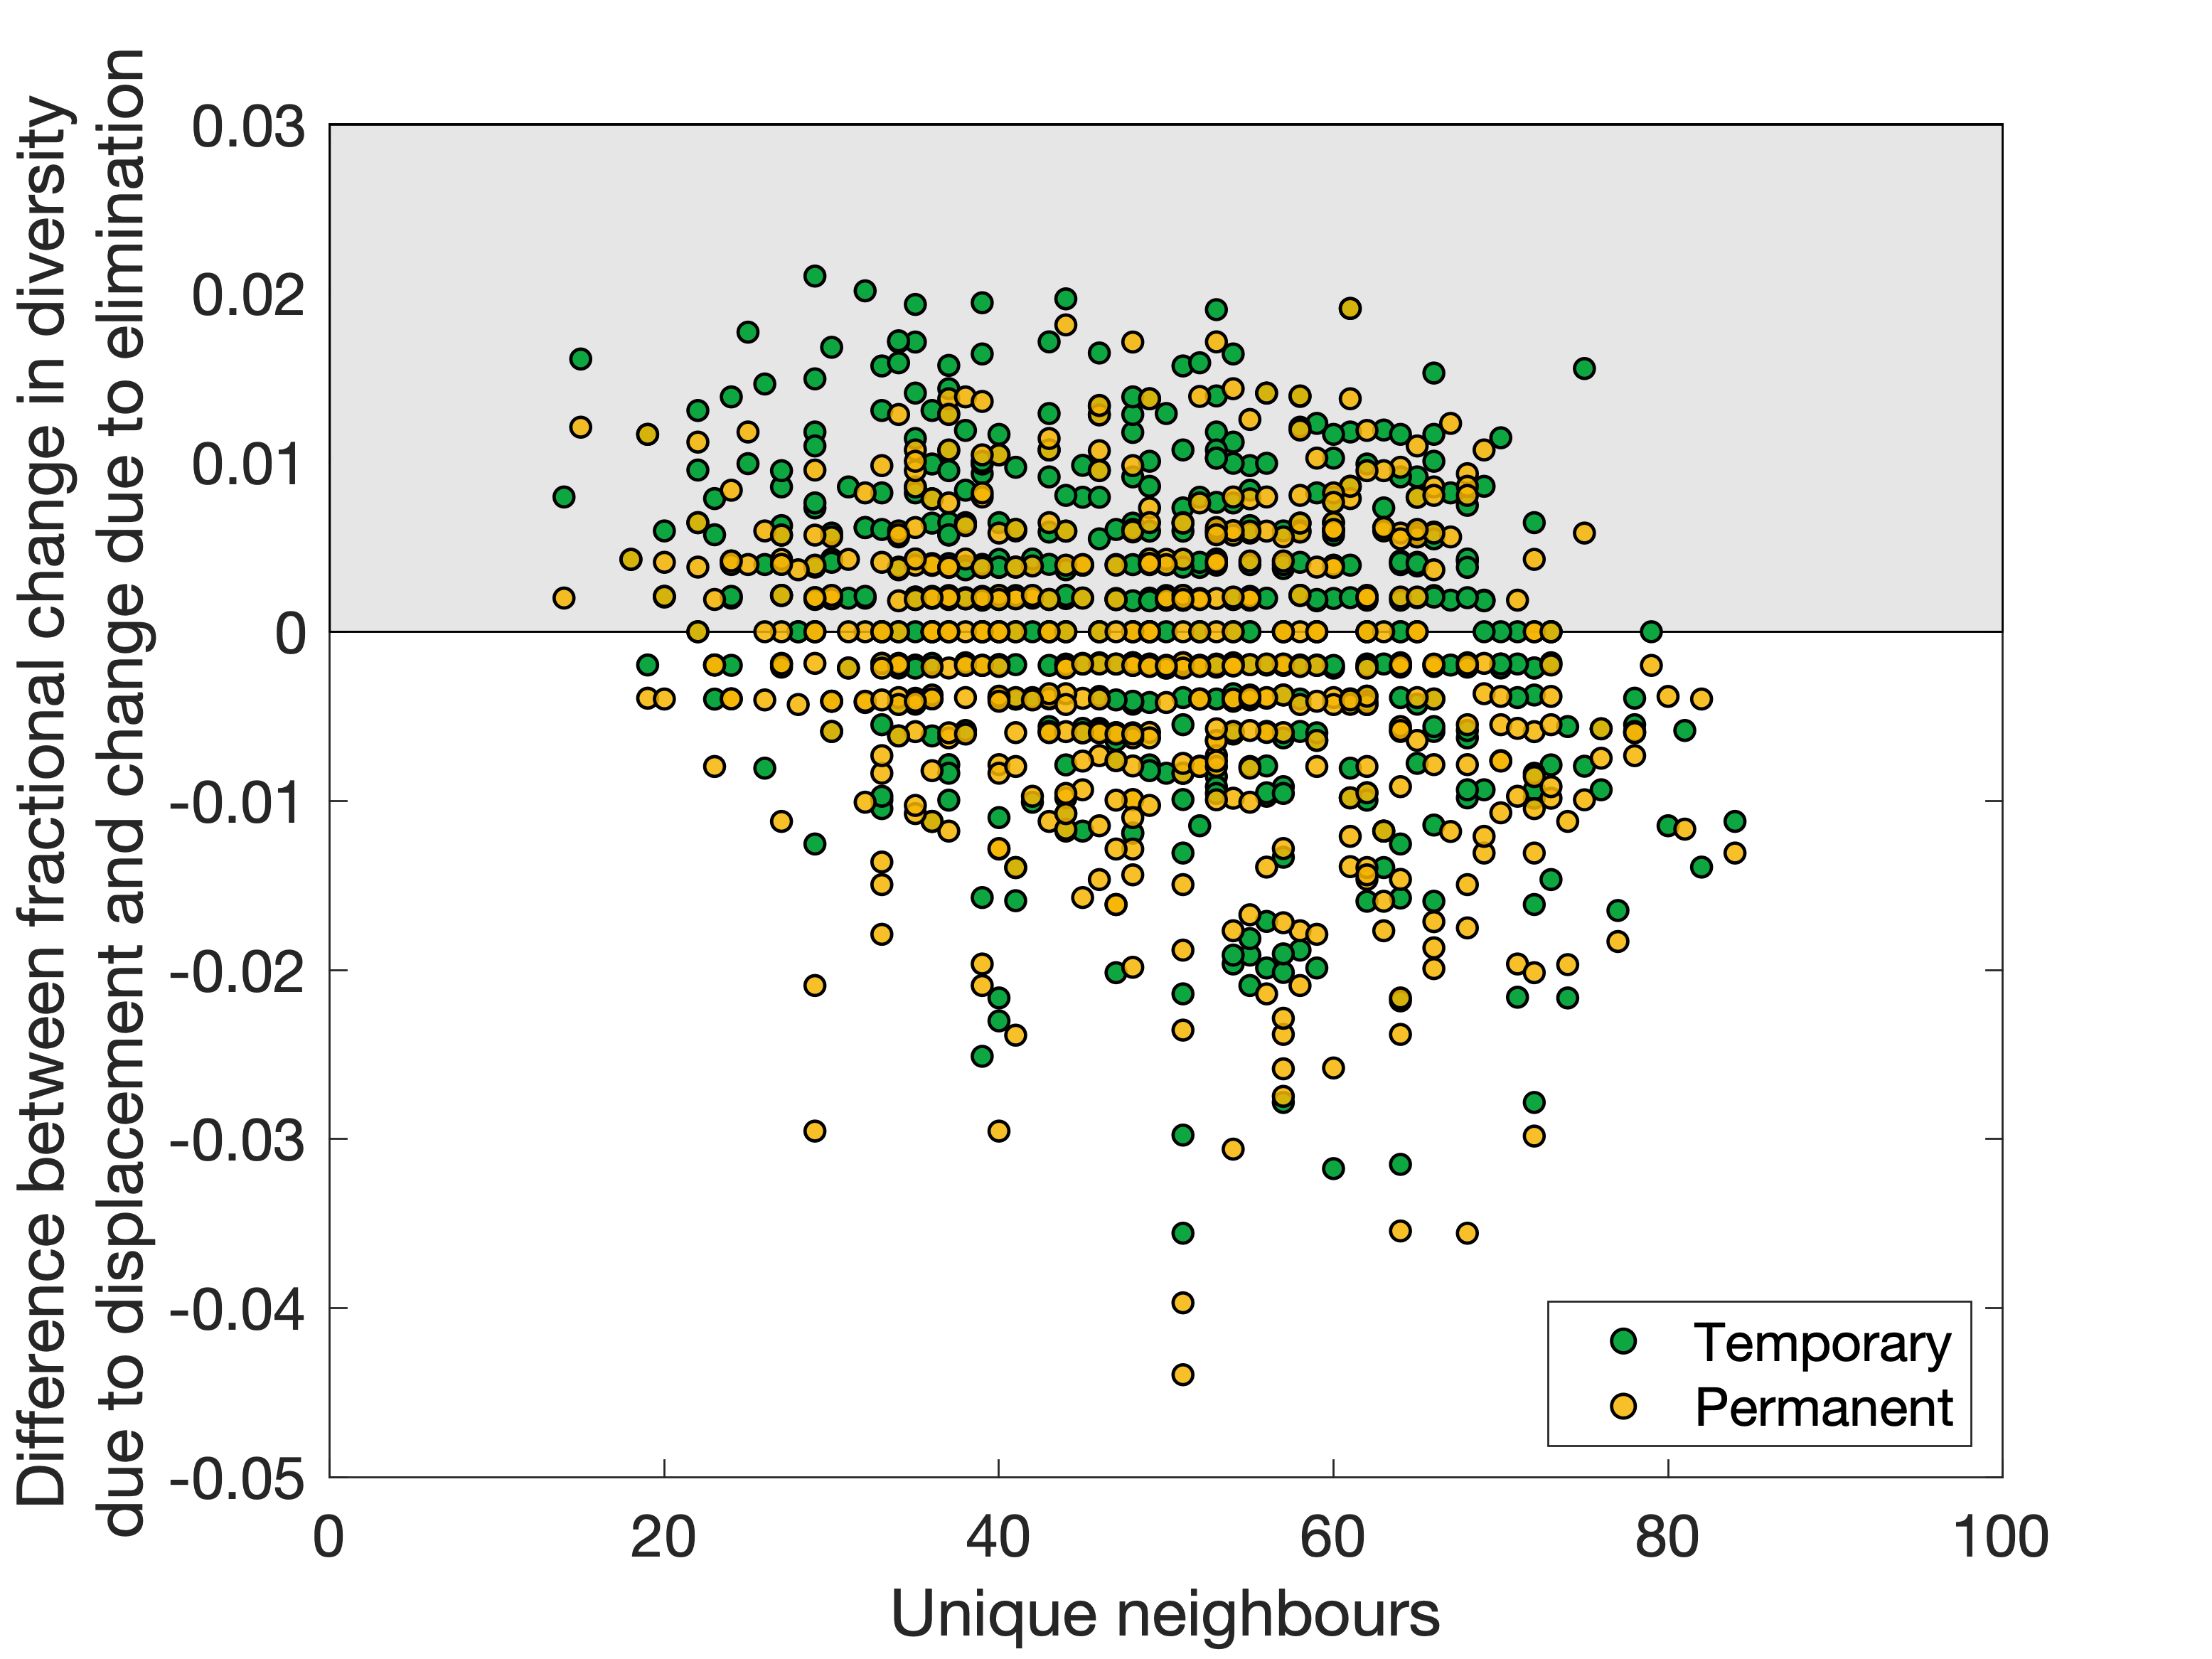 Difference between fractional change in diversity
due to displacement and change due to elimination
0.03
0.02
0.01
0
-0.01
-0.02
-0.03
-0.04
-0.05
Temporary
Permanent
0 20 40 60 80 100
Unique neighbours